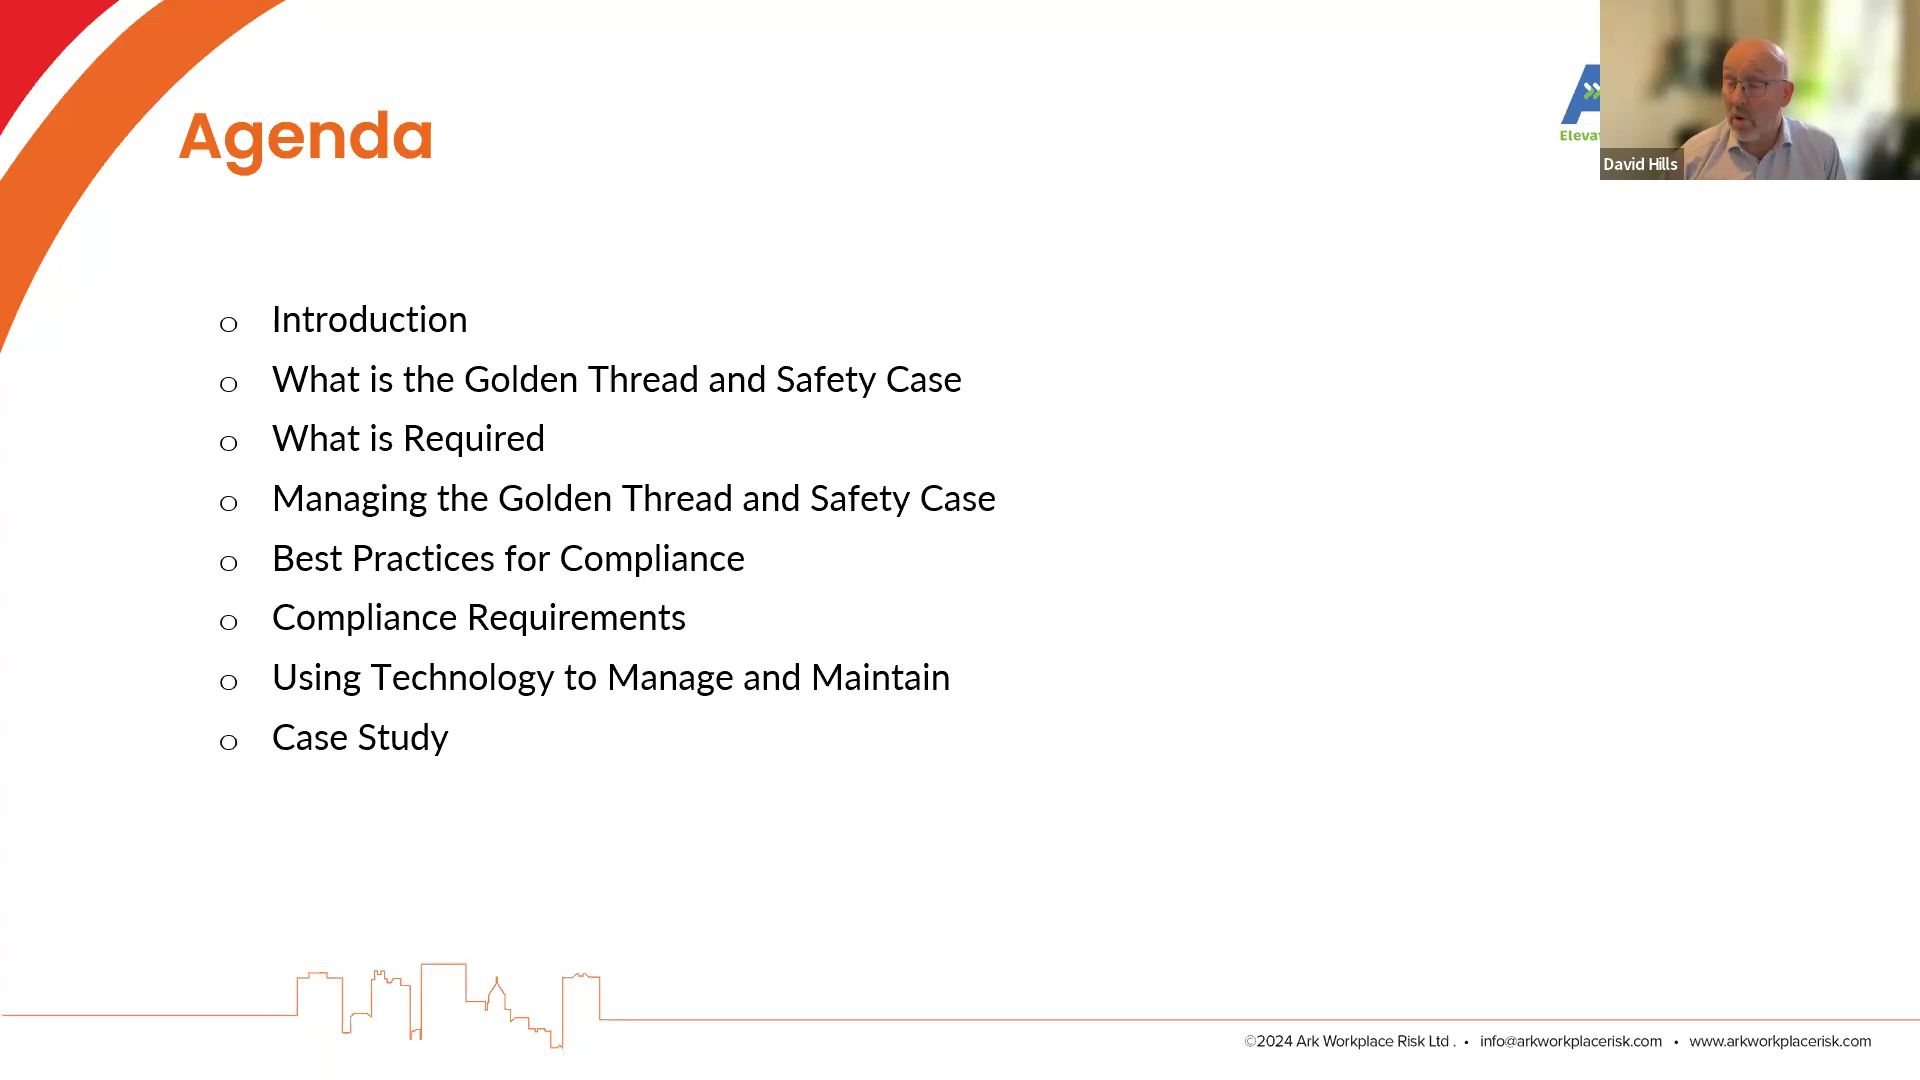 Agenda
Eleva
David Hills
o Introduction
o What is the Golden Thread and Safety Case
o What is Required
o Managing the Golden Thread and Safety Case
o Best Practices for Compliance
o Compliance Requirements
o Using Technology to Manage and Maintain
o Case Study
©2024 Ark Workplace Risk Ltd . • info@arkworkplacerisk.com • www.arkworkplacerisk.com